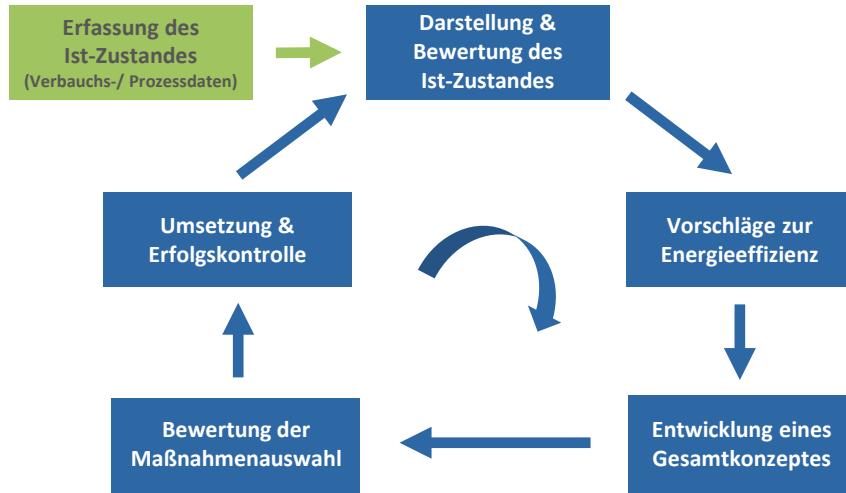 Erfassung des
Ist-Zustandes
(Verbauchs-/ Prozessdaten)
Darstellung &
Bewertung des
Ist-Zustandes
Vorschläge zur
Energieeffizienz
Entwicklung eines
Gesamtkonzeptes
Bewertung der
Maßnahmenauswahl
Umsetzung &
Erfolgskontrolle